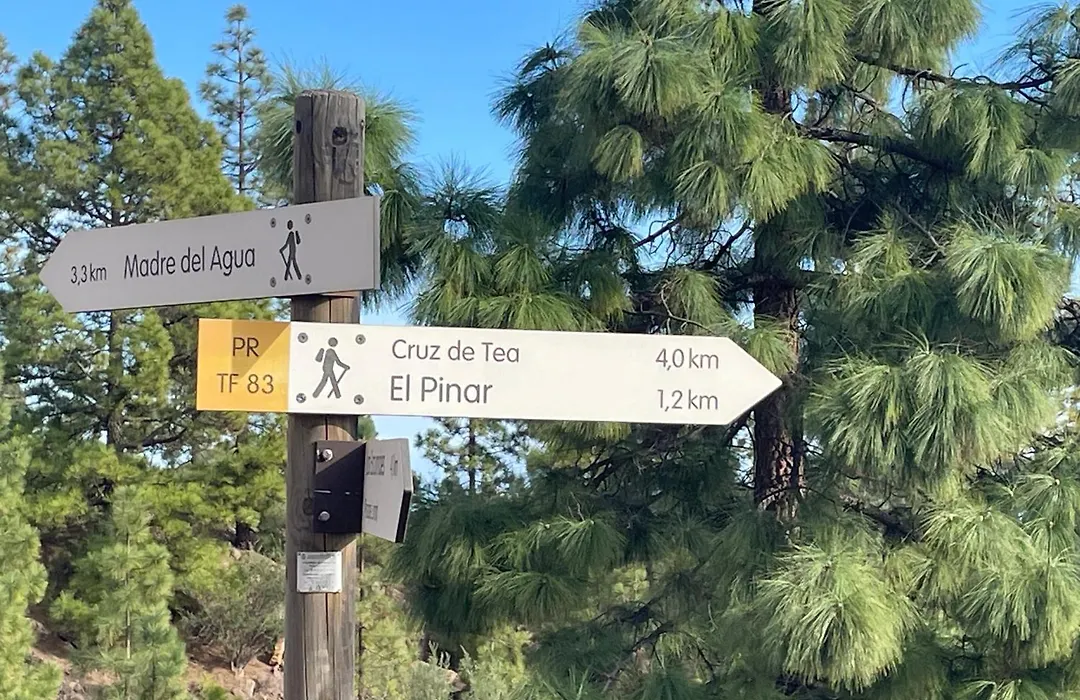 3,3 km Madre del Agua
PR
TF 83
Cruz de Tea 4,0 km
El Pinar 1,2 km